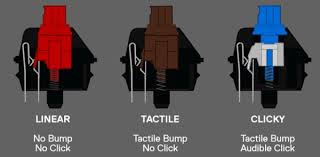 LINEAR
No Bump
No Click
TACTILE
Tactile Bump
No Click
CLICKY
Tactile Bump
Audible Click